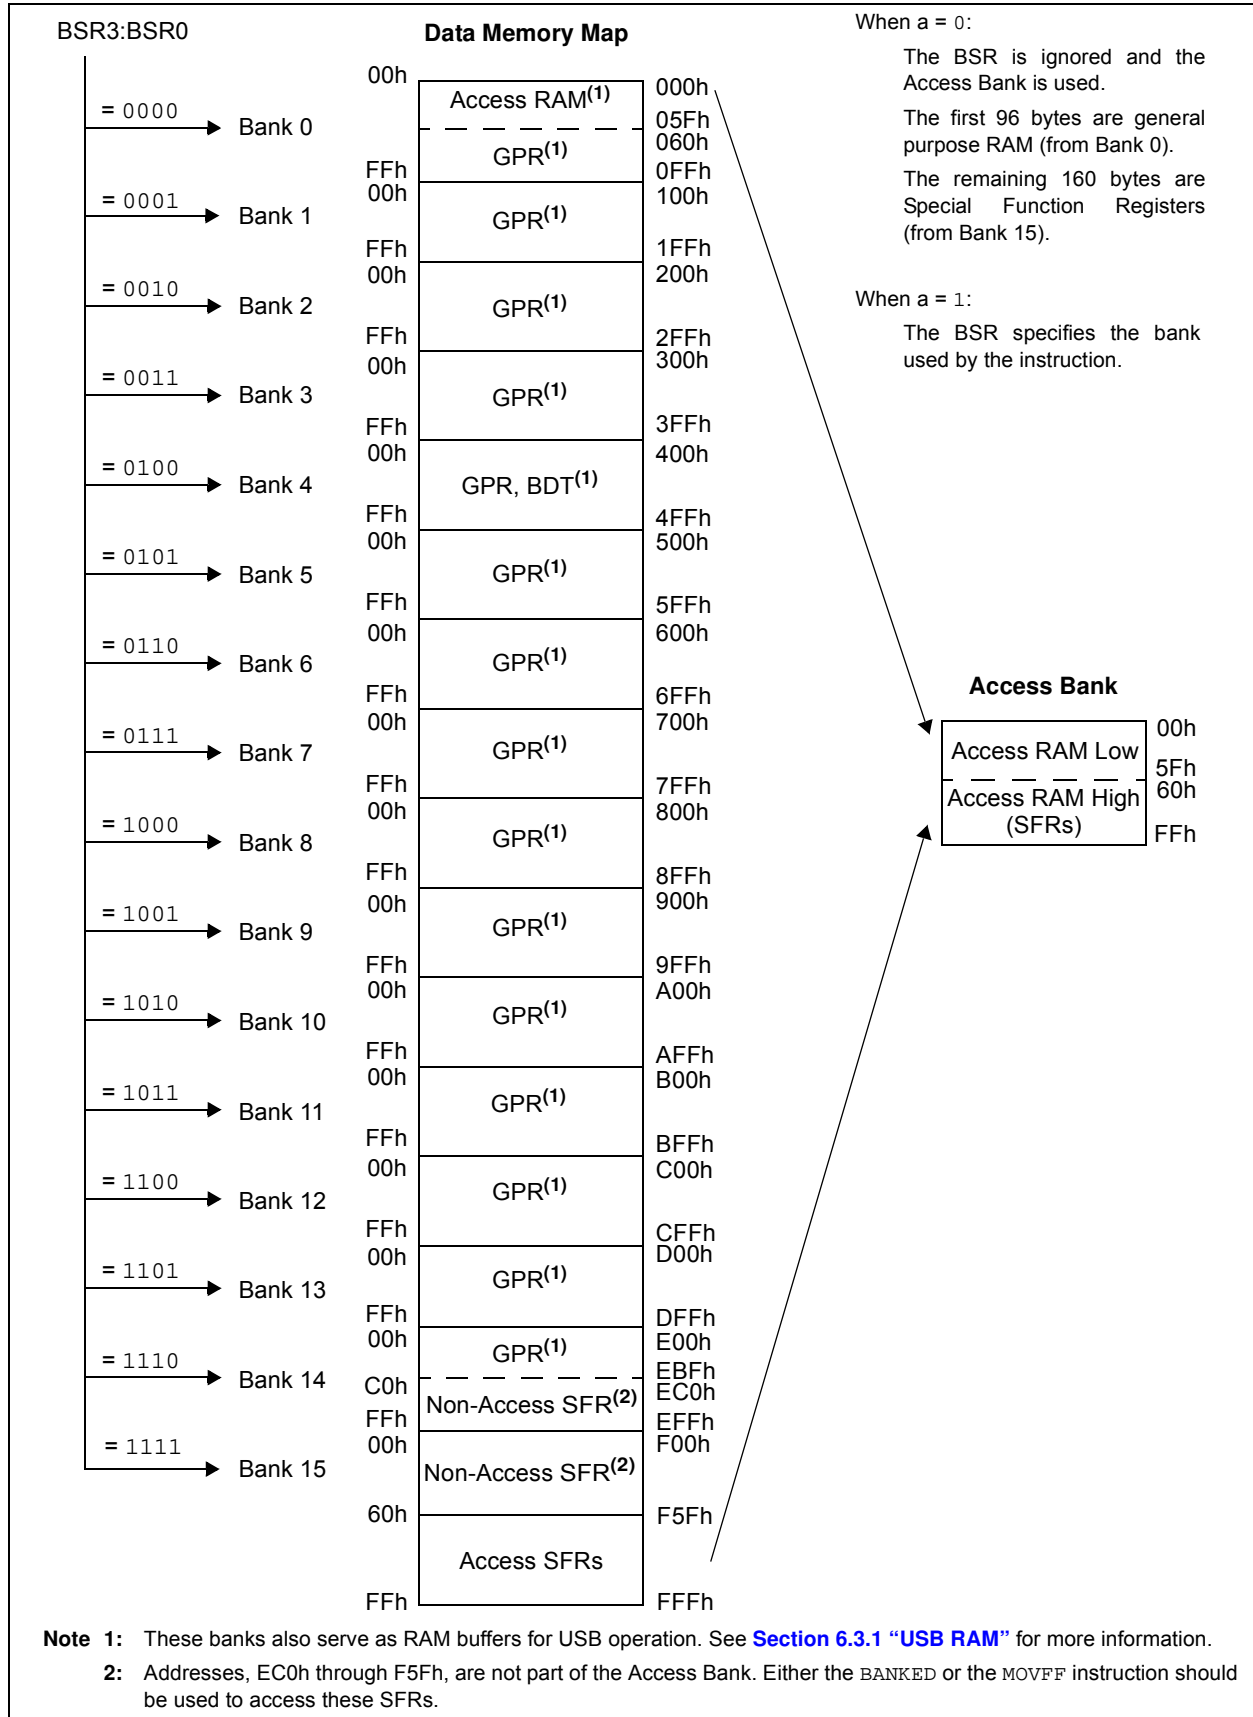 BSR3:BSR0
Data Memory Map
= 0000
Bank 0
00h
Access RAM(1)
000h
05Fh
060h
GPR(1)
FFh
0FFh
= 0001
Bank 1
00h
100h
GPR(1)
FFh
1FFh
= 0010
Bank 2
00h
200h
GPR(1)
FFh
2FFh
= 0011
Bank 3
00h
300h
GPR(1)
FFh
3FFh
= 0100
Bank 4
00h
400h
GPR, BDT(1)
FFh
4FFh
= 0101
Bank 5
00h
500h
GPR(1)
FFh
5FFh
= 0110
Bank 6
00h
600h
GPR(1)
FFh
6FFh
= 0111
Bank 7
00h
700h
GPR(1)
FFh
7FFh
= 1000
Bank 8
00h
800h
GPR(1)
FFh
8FFh
= 1001
Bank 9
00h
900h
GPR(1)
FFh
9FFh
= 1010
Bank 10
00h
A00h
GPR(1)
FFh
AFFh
= 1011
Bank 11
00h
B00h
GPR(1)
FFh
BFFh
= 1100
Bank 12
00h
C00h
GPR(1)
FFh
CFFh
= 1101
Bank 13
00h
D00h
GPR(1)
FFh
DFFh
= 1110
Bank 14
00h
E00h
GPR(1)
EBFh
C0h
EC0h
Non-Access SFR(2)
FFh
EFFh
= 1111
Bank 15
00h
F00h
Non-Access SFR(2)
60h
F5Fh
Access SFRs
FFh
FFFh
When a = 0:
The BSR is ignored and the
Access Bank is used.
The first 96 bytes are general
purpose RAM (from Bank 0).
The remaining 160 bytes are
Special Function Registers
(from Bank 15).
When a = 1:
The BSR specifies the bank
used by the instruction.
Access Bank
00h
Access RAM Low
5Fh
60h
Access RAM High
(SFRs)
FFh
Note 1: These banks also serve as RAM buffers for USB operation. See Section 6.3.1 “USB RAM” for more information.
2: Addresses, EC0h through F5Fh, are not part of the Access Bank. Either the BANKED or the MOVFF instruction should
be used to access these SFRs.